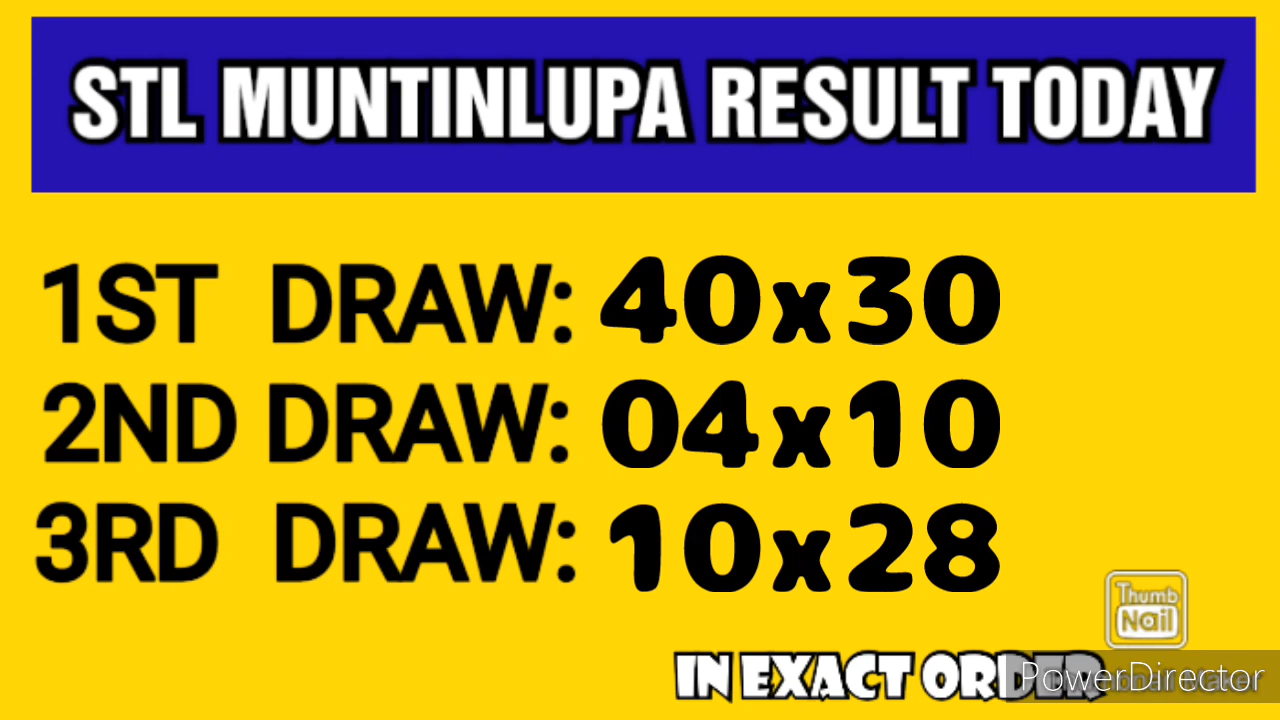 STL MUNTINLUPA RESULT TODAY
1ST DRAW: 40x30
2ND DRAW: 04x10
3RD DRAW: 10x28
Thumb
Nail
IN EXACT ORDER
PowerDirector